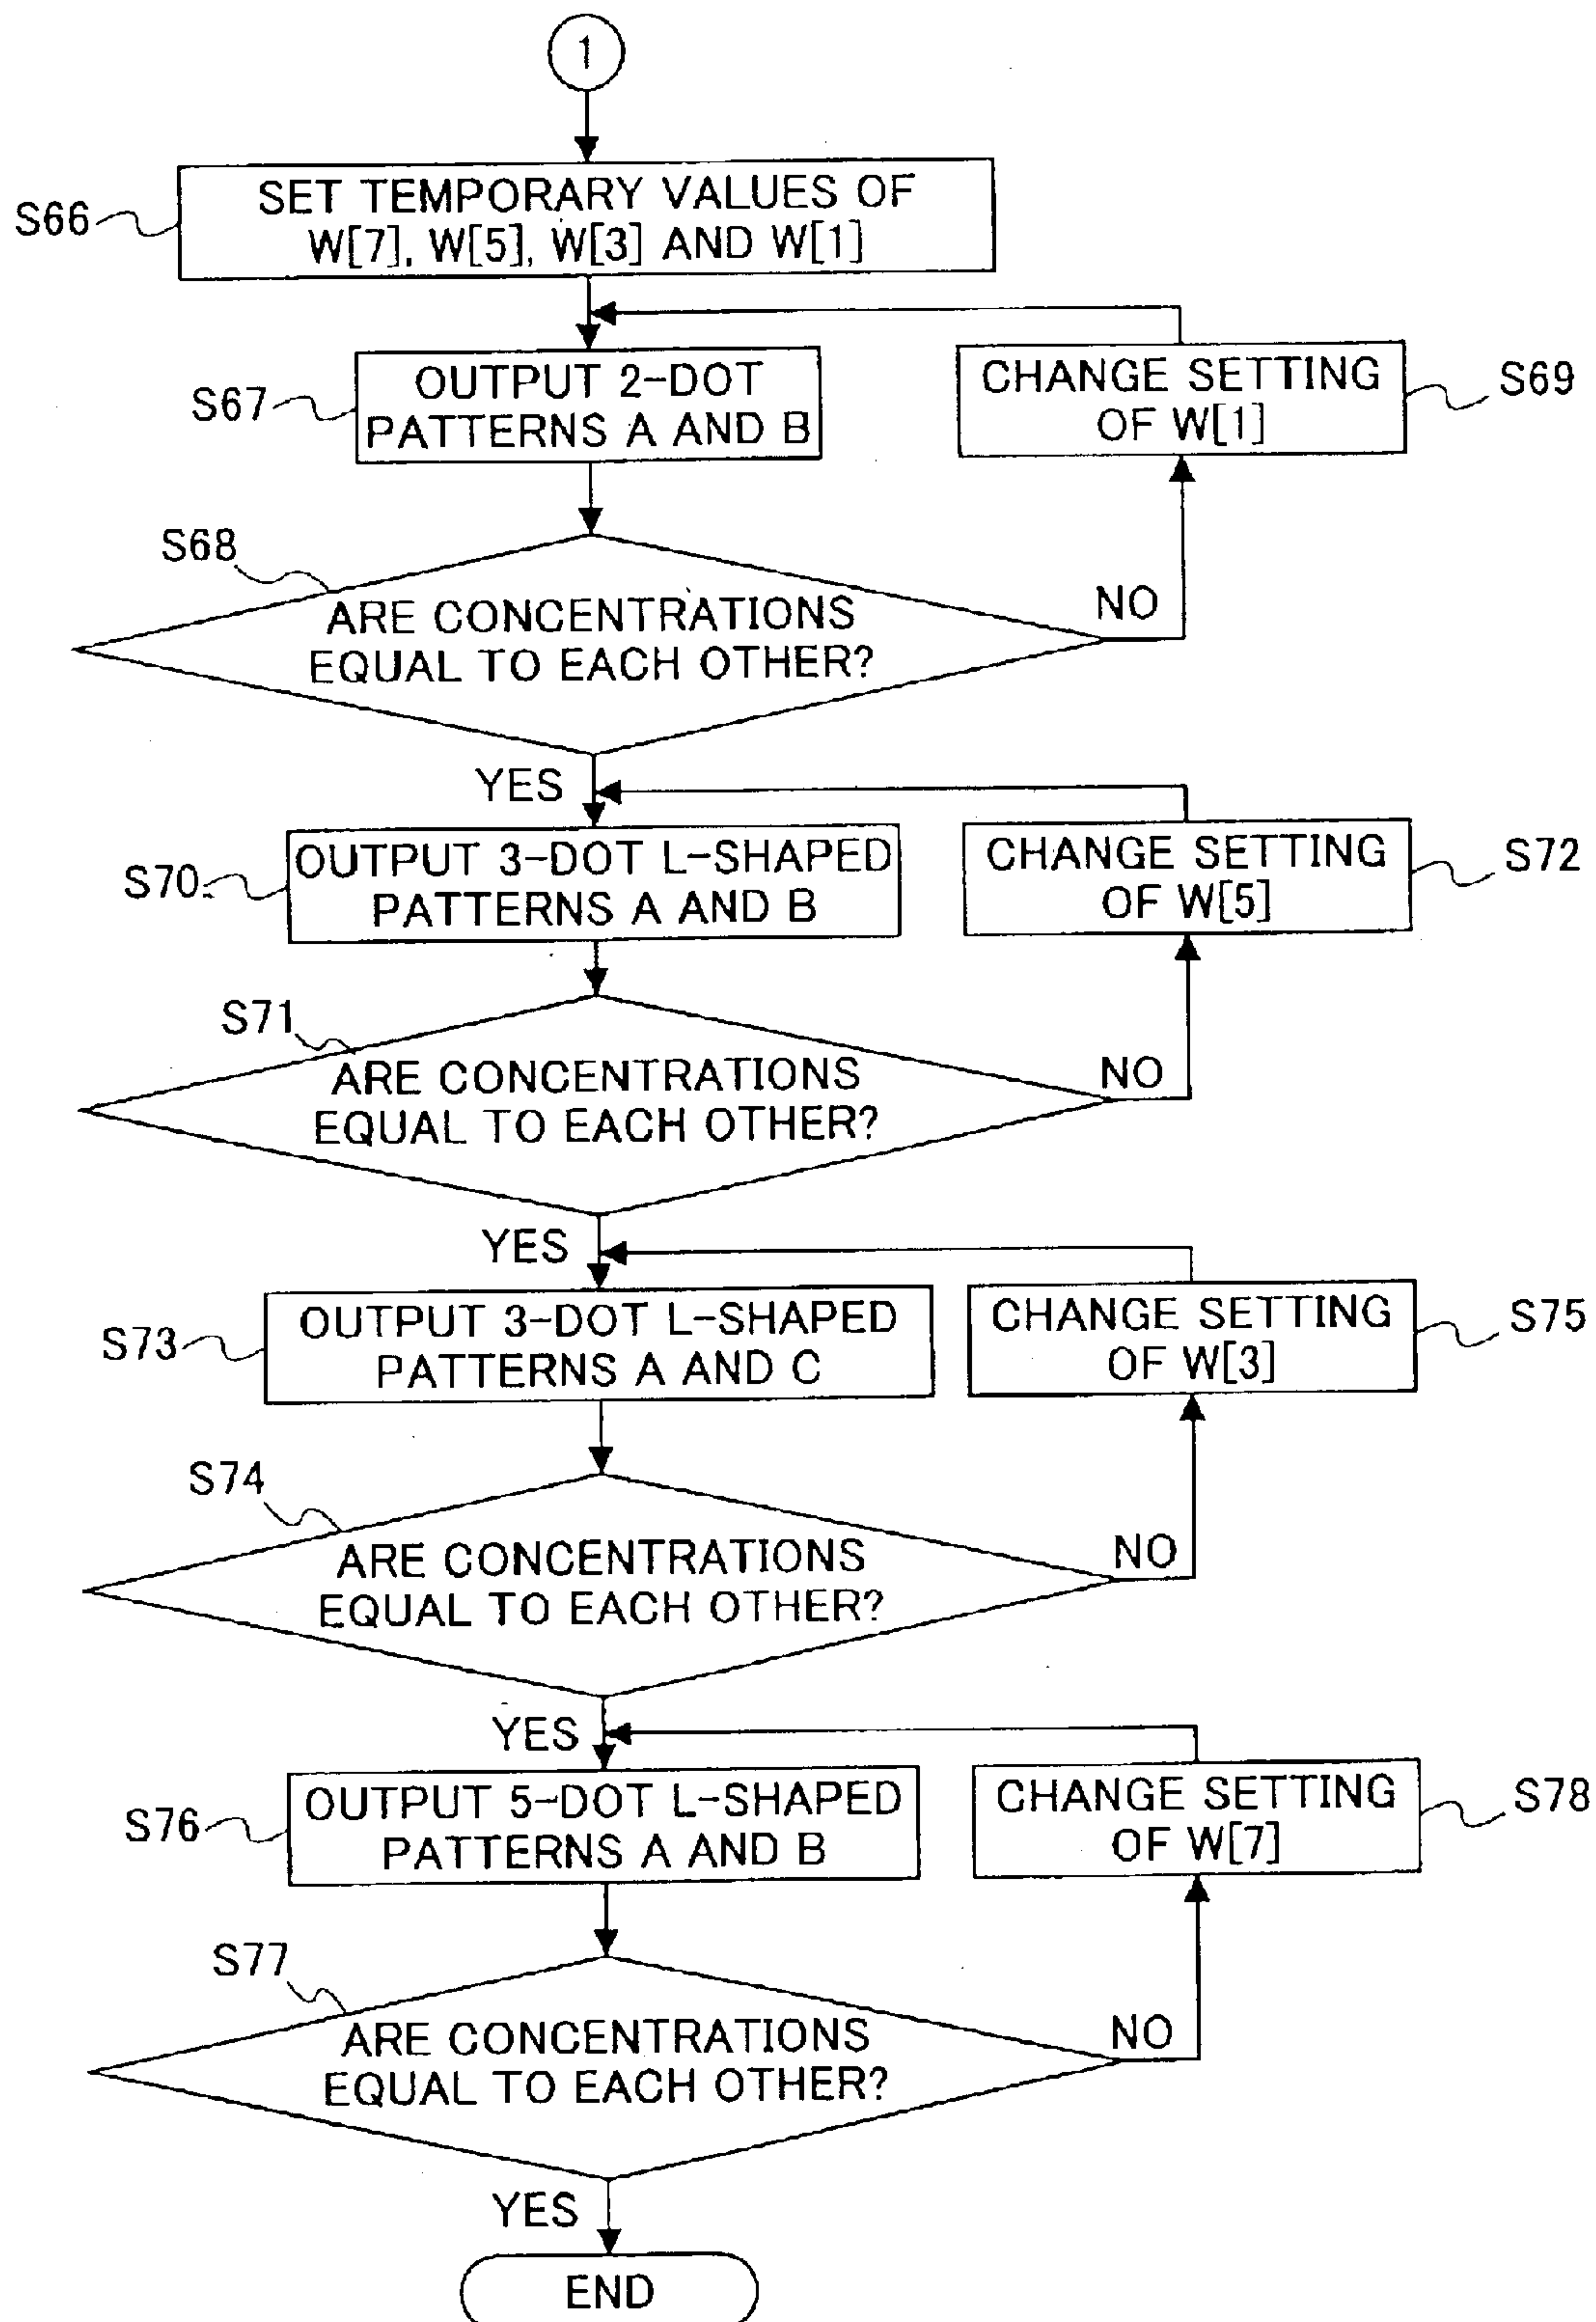 1
S66
SET TEMPORARY VALUES OF
W[7], W[5], W[3] AND W[1]
S67
OUTPUT 2-DOT
PATTERNS A AND B
CHANGE SETTING
OF W[1]
S69
S68
ARE CONCENTRATIONS
EQUAL TO EACH OTHER?
NO
YES
S70
OUTPUT 3-DOT L-SHAPED
PATTERNS A AND B
CHANGE SETTING
OF W[5]
S72
S71
ARE CONCENTRATIONS
EQUAL TO EACH OTHER?
NO
YES
S73
OUTPUT 3-DOT L-SHAPED
PATTERNS A AND C
CHANGE SETTING
OF W[3]
S75
S74
ARE CONCENTRATIONS
EQUAL TO EACH OTHER?
NO
YES
S76
OUTPUT 5-DOT L-SHAPED
PATTERNS A AND B
CHANGE SETTING
OF W[7]
S78
S77
ARE CONCENTRATIONS
EQUAL TO EACH OTHER?
NO
YES
END